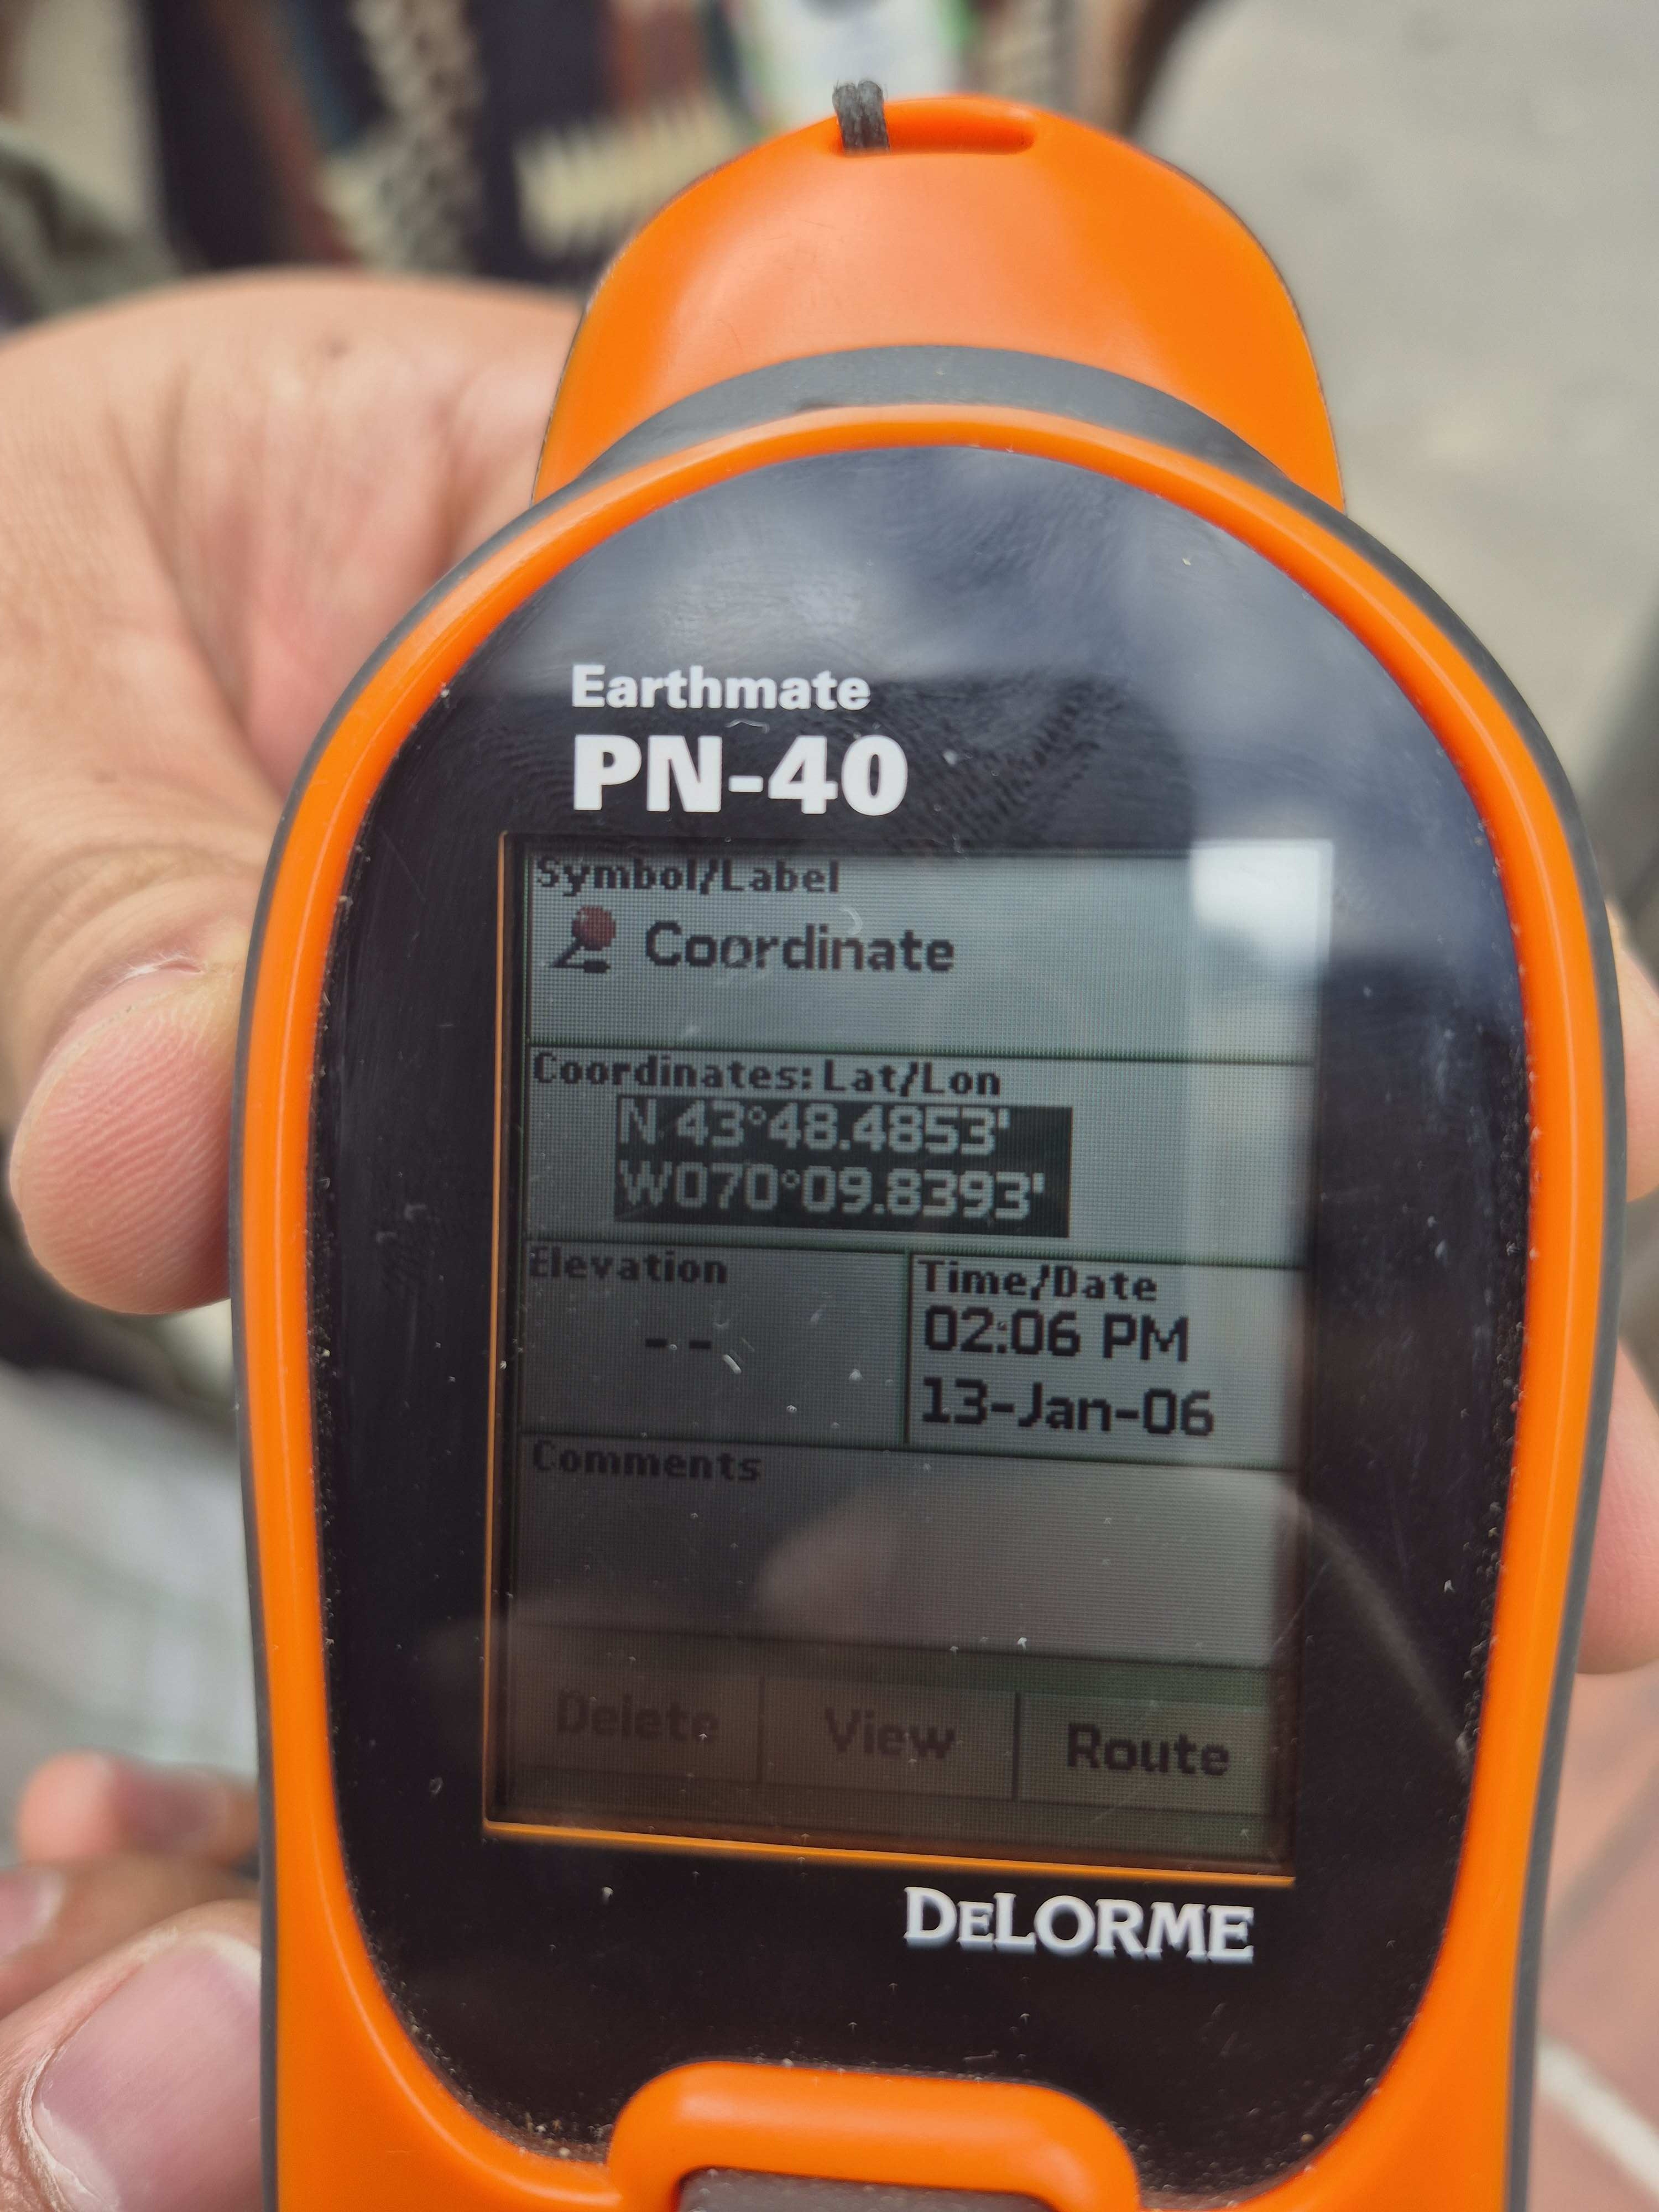 Earthmate
PN-40
Symbol/Label
Coordinate
Coordinates: Lat/Lon
N 43°48.4853'
W070°09.8393'
Elevation
--
Time/Date
02:06 PM
13-Jan-06
Comments
Delete
View
Route
DELORME